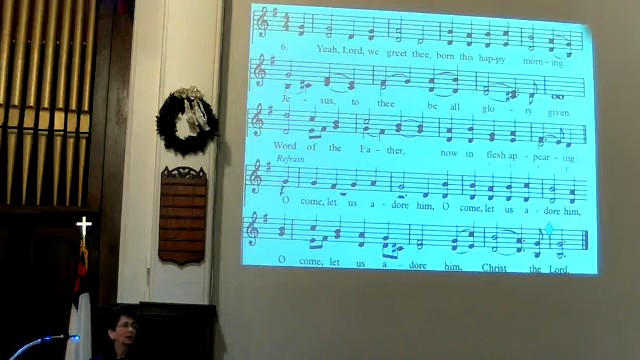 6. Yeah, Lord, we greet thee, born this hap-py morn - ing.
Je - sus, to thee be all glo - ry given.
Word of the Fa - ther, now in flesh ap - pear - ing:
Refrain
O come, let us a - dore him, O come, let us a - dore him,
O come, let us a - dore him, Christ the Lord.